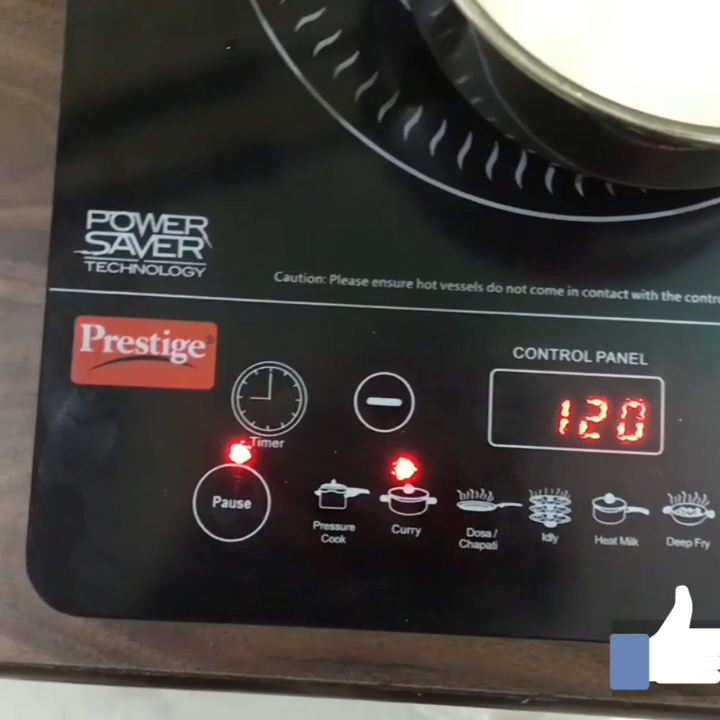 POWER
SAVER
TECHNOLOGY
Caution: Please ensure hot vessels do not come in contact with the
Prestige
CONTROL PANEL
120
Timer
Pause
Pressure
Cook
Curry
Dosa /
Chapati
Idly
Heat Milk
Deep Fry